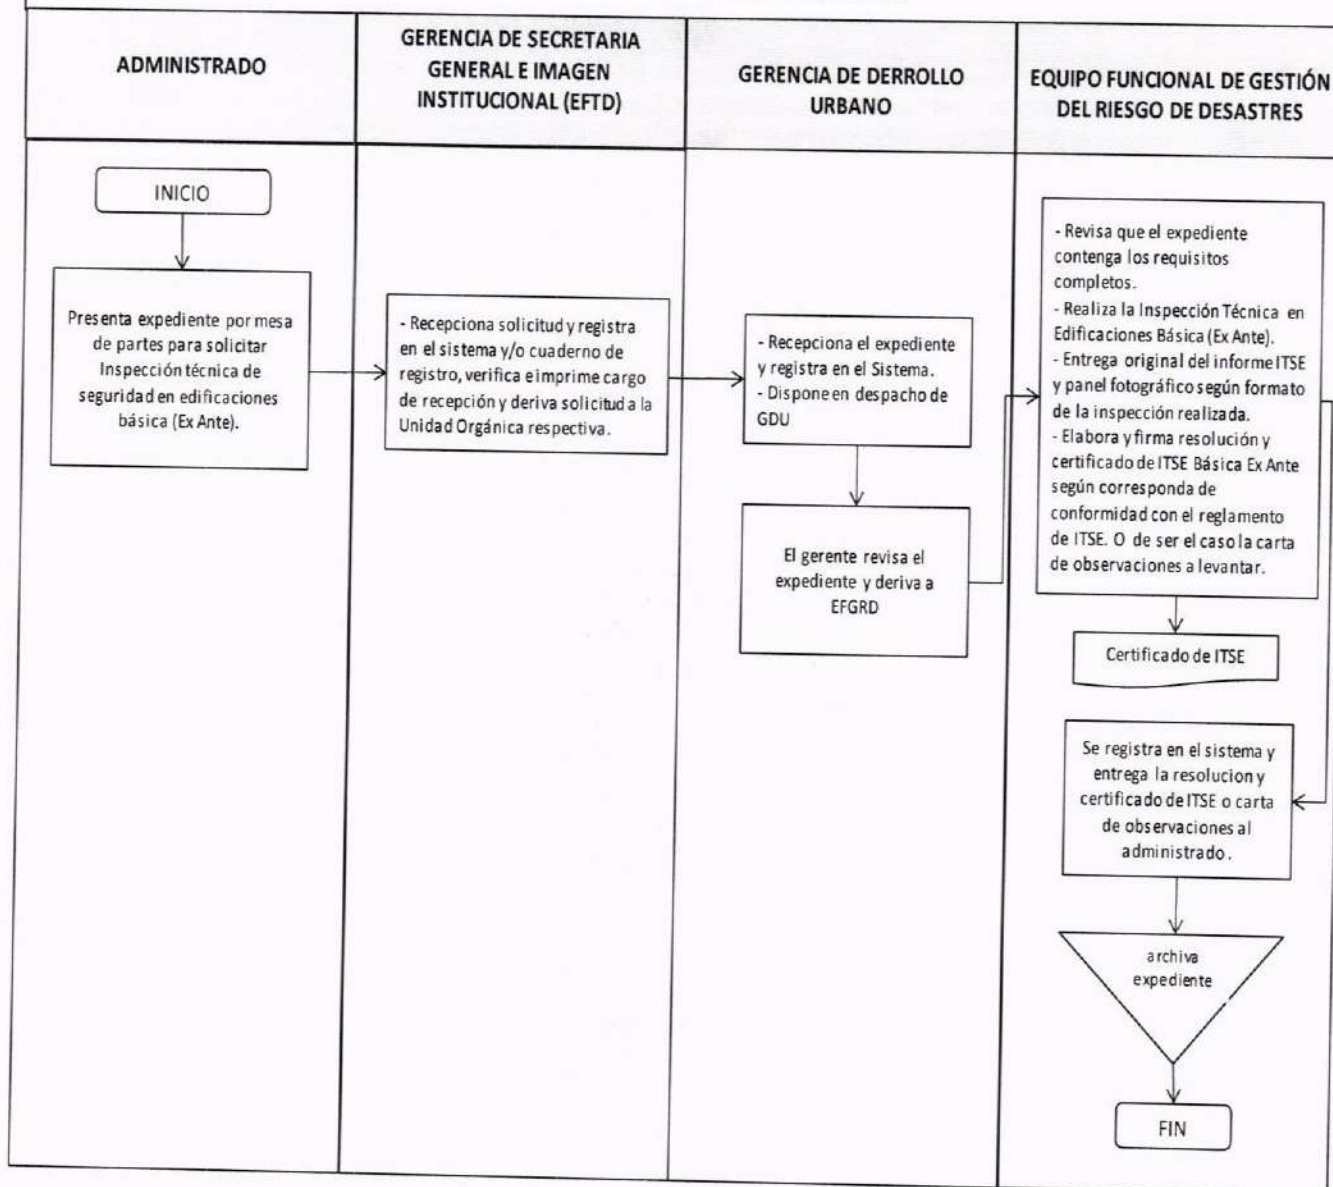 ADMINISTRADO
GERENCIA DE SECRETARIA
GENERAL E IMAGEN
INSTITUCIONAL (EFTD)
GERENCIA DE DERROLLO
URBANO
EQUIPO FUNCIONAL DE GESTIÓN
DEL RIESGO DE DESASTRES
INICIO
Presenta expediente por mesa
de partes para solicitar
Inspección técnica de
seguridad en edificaciones
básica (Ex Ante).
- Recepciona solicitud y registra
en el sistema y/o cuaderno de
registro, verifica e imprime cargo
de recepción y deriva solicitud a la
Unidad Orgánica respectiva.
- Recepciona el expediente
y registra en el Sistema.
- Dispone en despacho de
GDU
El gerente revisa el
expediente y deriva a
EFGRD
- Revisa que el expediente
contenga los requisitos
completos.
- Realiza la Inspección Técnica en
Edificaciones Básica (Ex Ante).
- Entrega original del informe ITSE
y panel fotográfico según formato
de la inspección realizada.
- Elabora y firma resolución y
certificado de ITSE Básica Ex Ante
según corresponda de
conformidad con el reglamento
de ITSE. O de ser el caso la carta
de observaciones a levantar.
Certificado de ITSE
Se registra en el sistema y
entrega la resolucion y
certificado de ITSE o carta
de observaciones al
administrado.
archiva
expediente
FIN